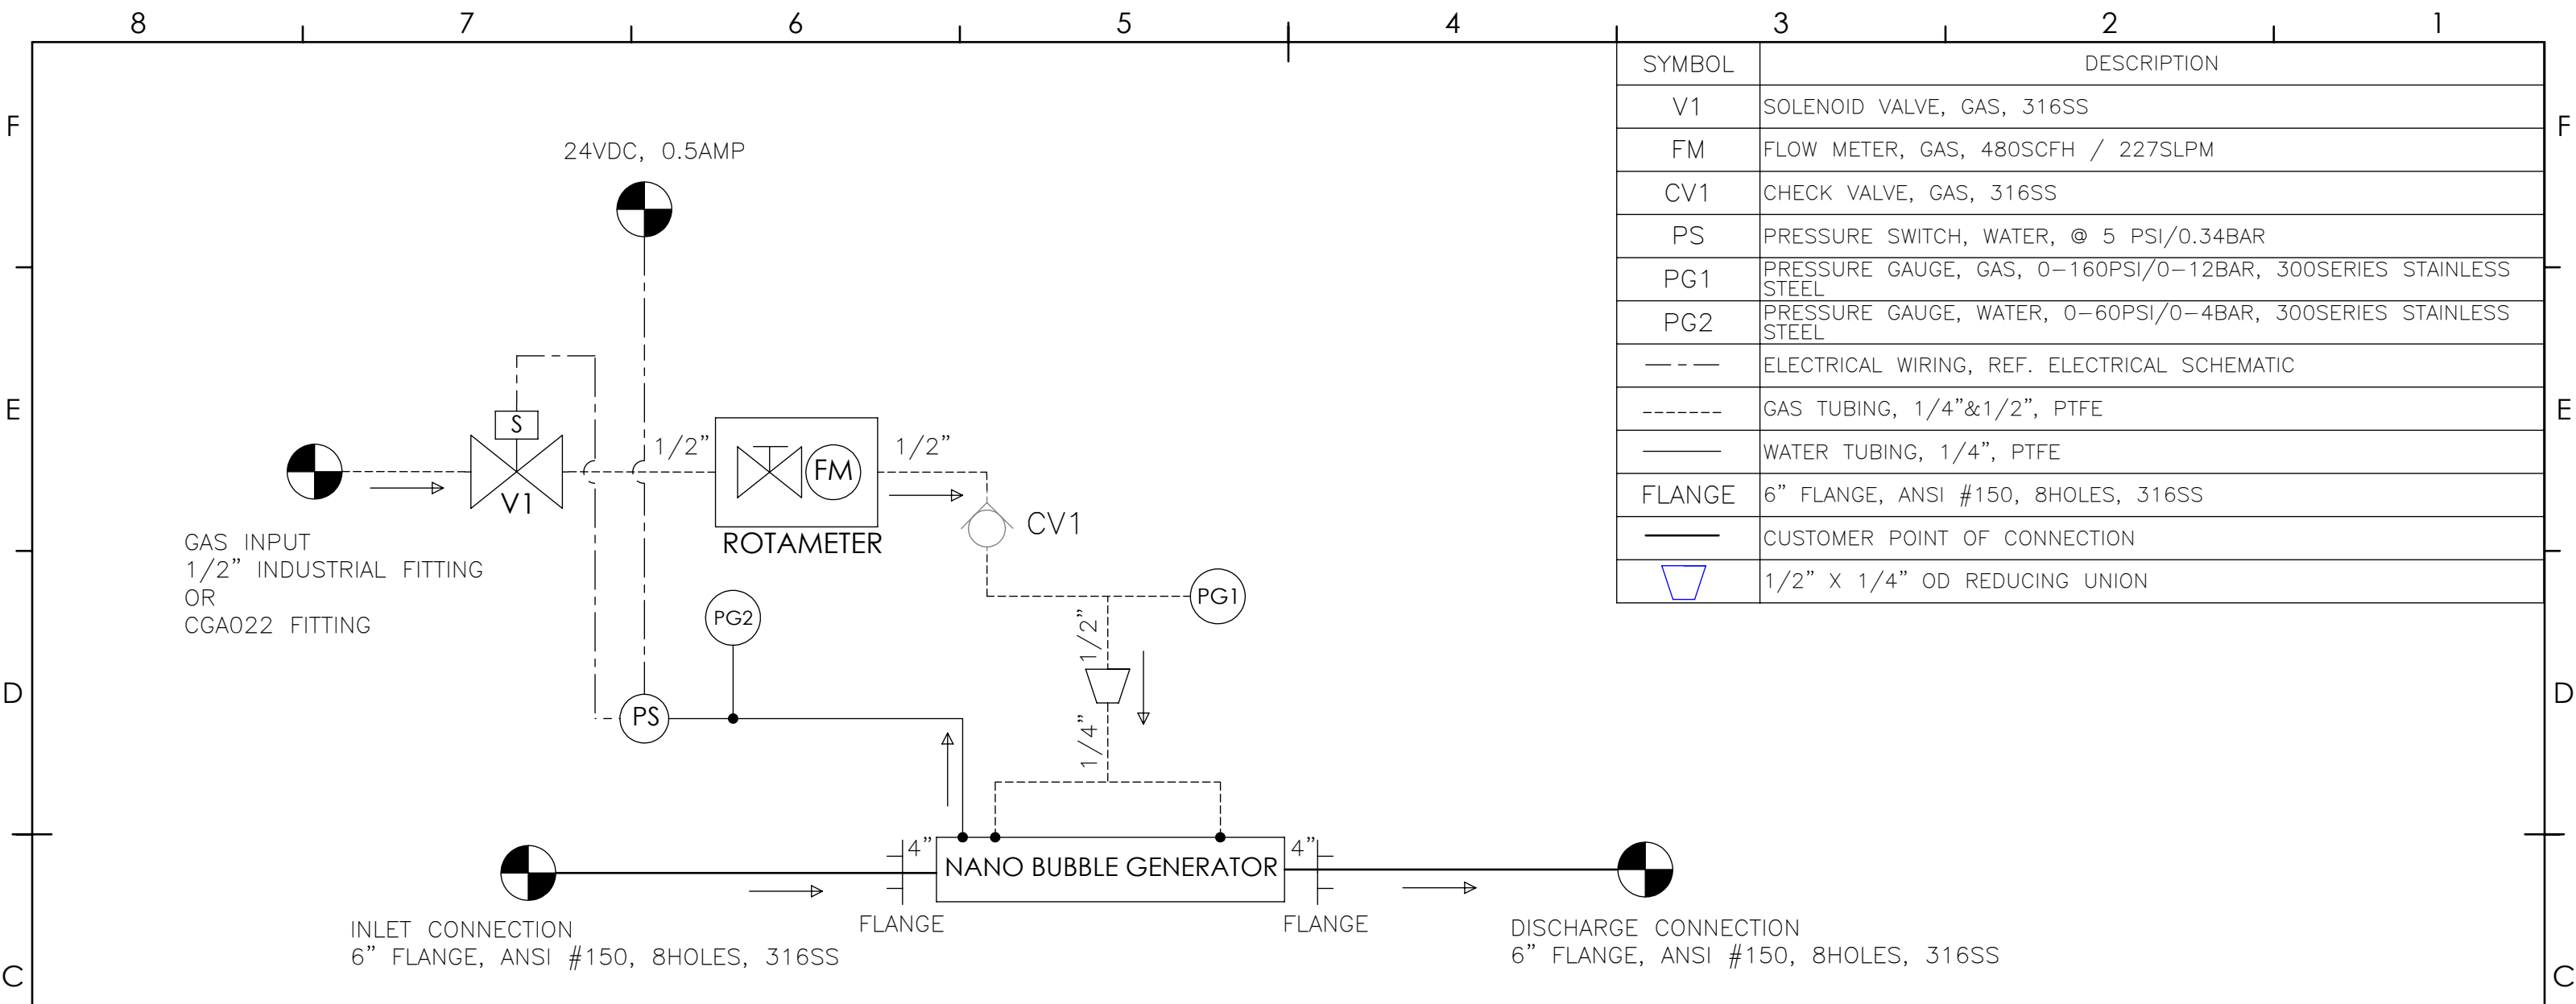 8 7 6 5 4 3 2 1
F
F
E
E
D
D
C
C
SYMBOL DESCRIPTION
V1 SOLENOID VALVE, GAS, 316SS
FM FLOW METER, GAS, 480SCFH / 227SLPM
CV1 CHECK VALVE, GAS, 316SS
PS PRESSURE SWITCH, WATER, @ 5 PSI/0.34BAR
PG1 PRESSURE GAUGE, GAS, 0-160PSI/0-12BAR, 300SERIES STAINLESS
STEEL
PG2 PRESSURE GAUGE, WATER, 0-60PSI/0-4BAR, 300SERIES STAINLESS
STEEL
ELECTRICAL WIRING, REF. ELECTRICAL SCHEMATIC
GAS TUBING, 1/4"&1/2", PTFE
WATER TUBING, 1/4", PTFE
FLANGE 6" FLANGE, ANSI #150, 8HOLES, 316SS
CUSTOMER POINT OF CONNECTION
1/2" X 1/4" OD REDUCING UNION
24VDC, 0.5AMP
S
V1
1/2"
FM
1/2"
ROTAMETER
CV1
GAS INPUT
1/2" INDUSTRIAL FITTING
OR
CGA022 FITTING
PG2
PG1
1/2"
PS
1/4"
4"
NANO BUBBLE GENERATOR
4"
FLANGE
FLANGE
INLET CONNECTION
6" FLANGE, ANSI #150, 8HOLES, 316SS
DISCHARGE CONNECTION
6" FLANGE, ANSI #150, 8HOLES, 316SS